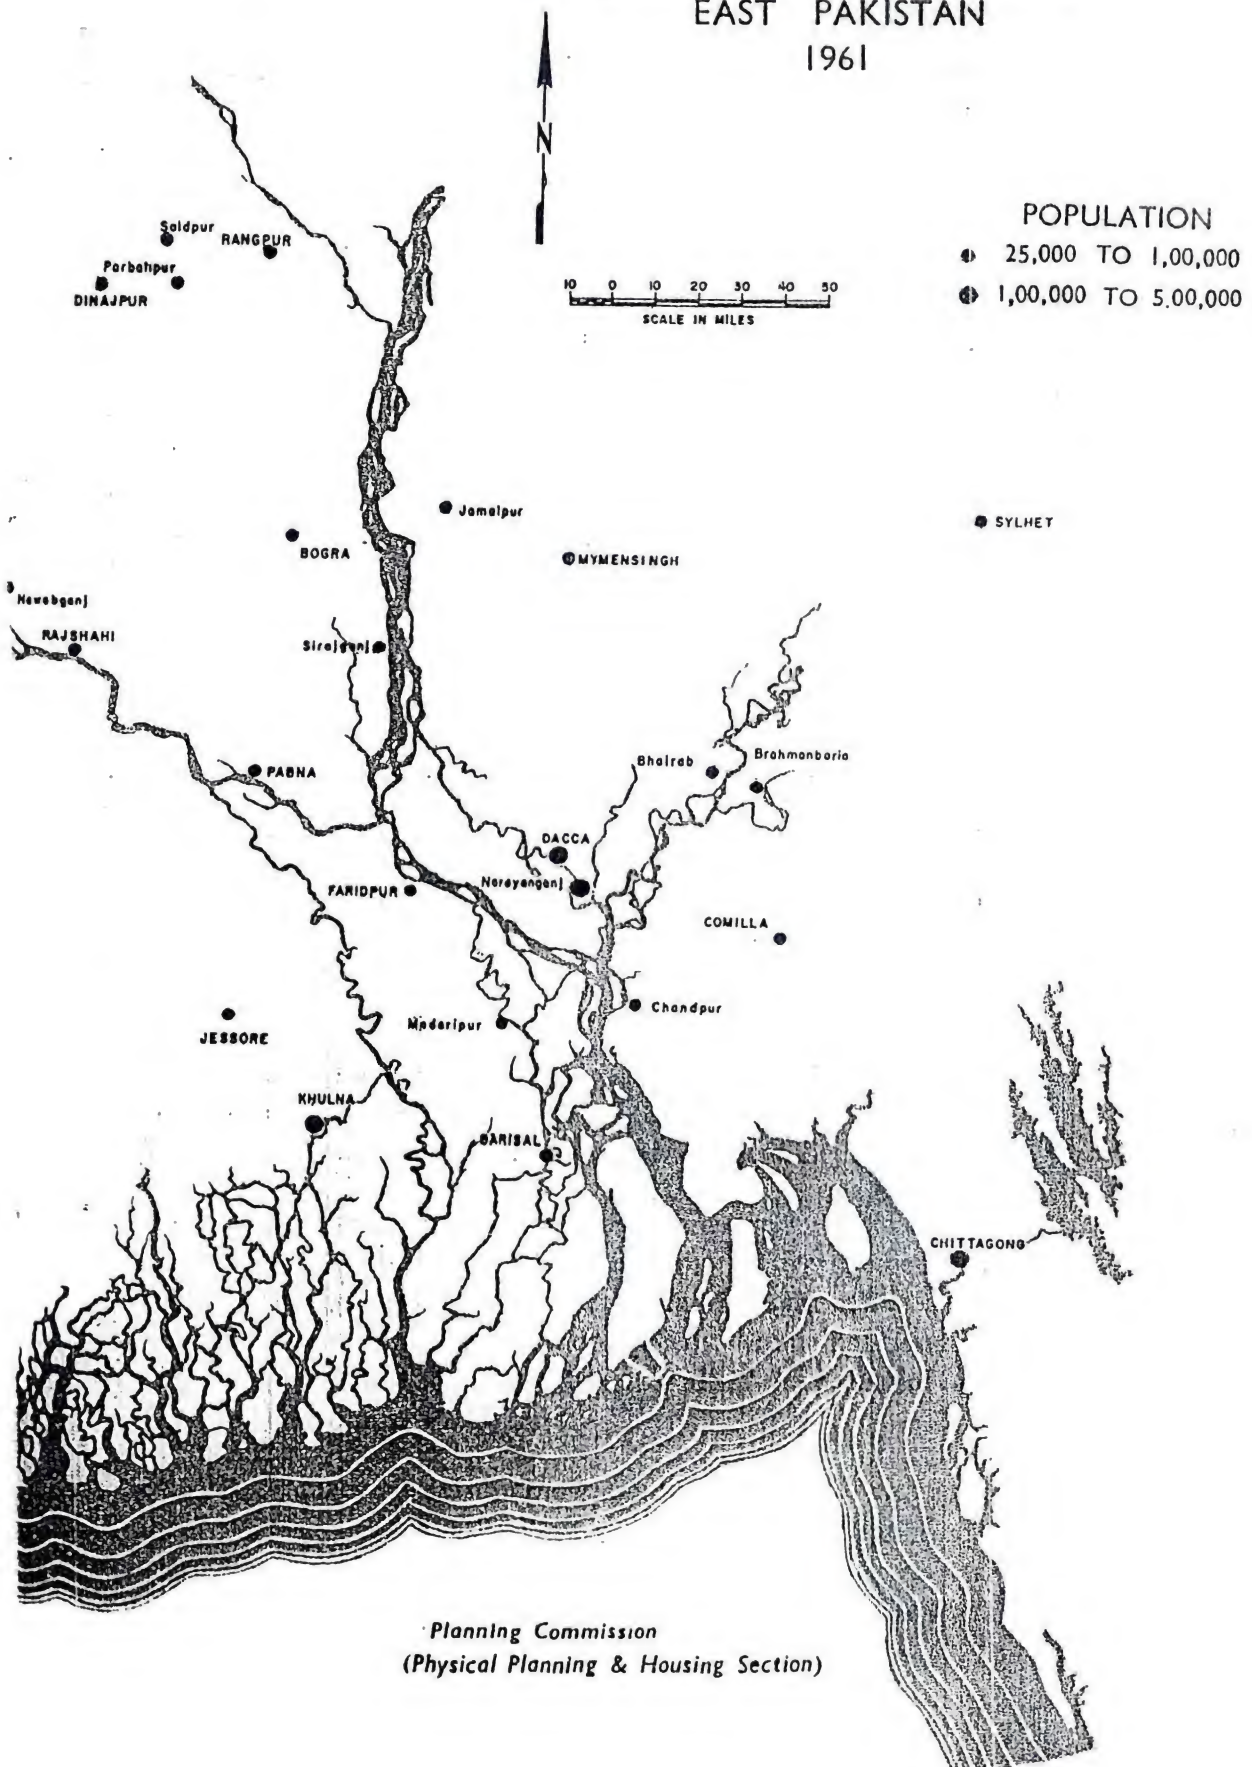 EAST PAKISTAN
1961
N
POPULATION
25,000 TO 1,00,000
1,00,000 TO 5.00,000
10 0 10 20 30 40 50
SCALE IN MILES
Saidpur
RANGPUR
Parbatipur
DINAJPUR
Jamalpur
SYLHET
BOGRA
MYMENSINGH
Nawabganj
RAJSHAHI
Sirajganj
Bhairab
Brahmanbaria
PABNA
DACCA
FARIDPUR
Narayanganj
COMILLA
Chandpur
Madaripur
JESSORE
KHULNA
BARISAL
CHITTAGONG
Planning Commission
(Physical Planning & Housing Section)